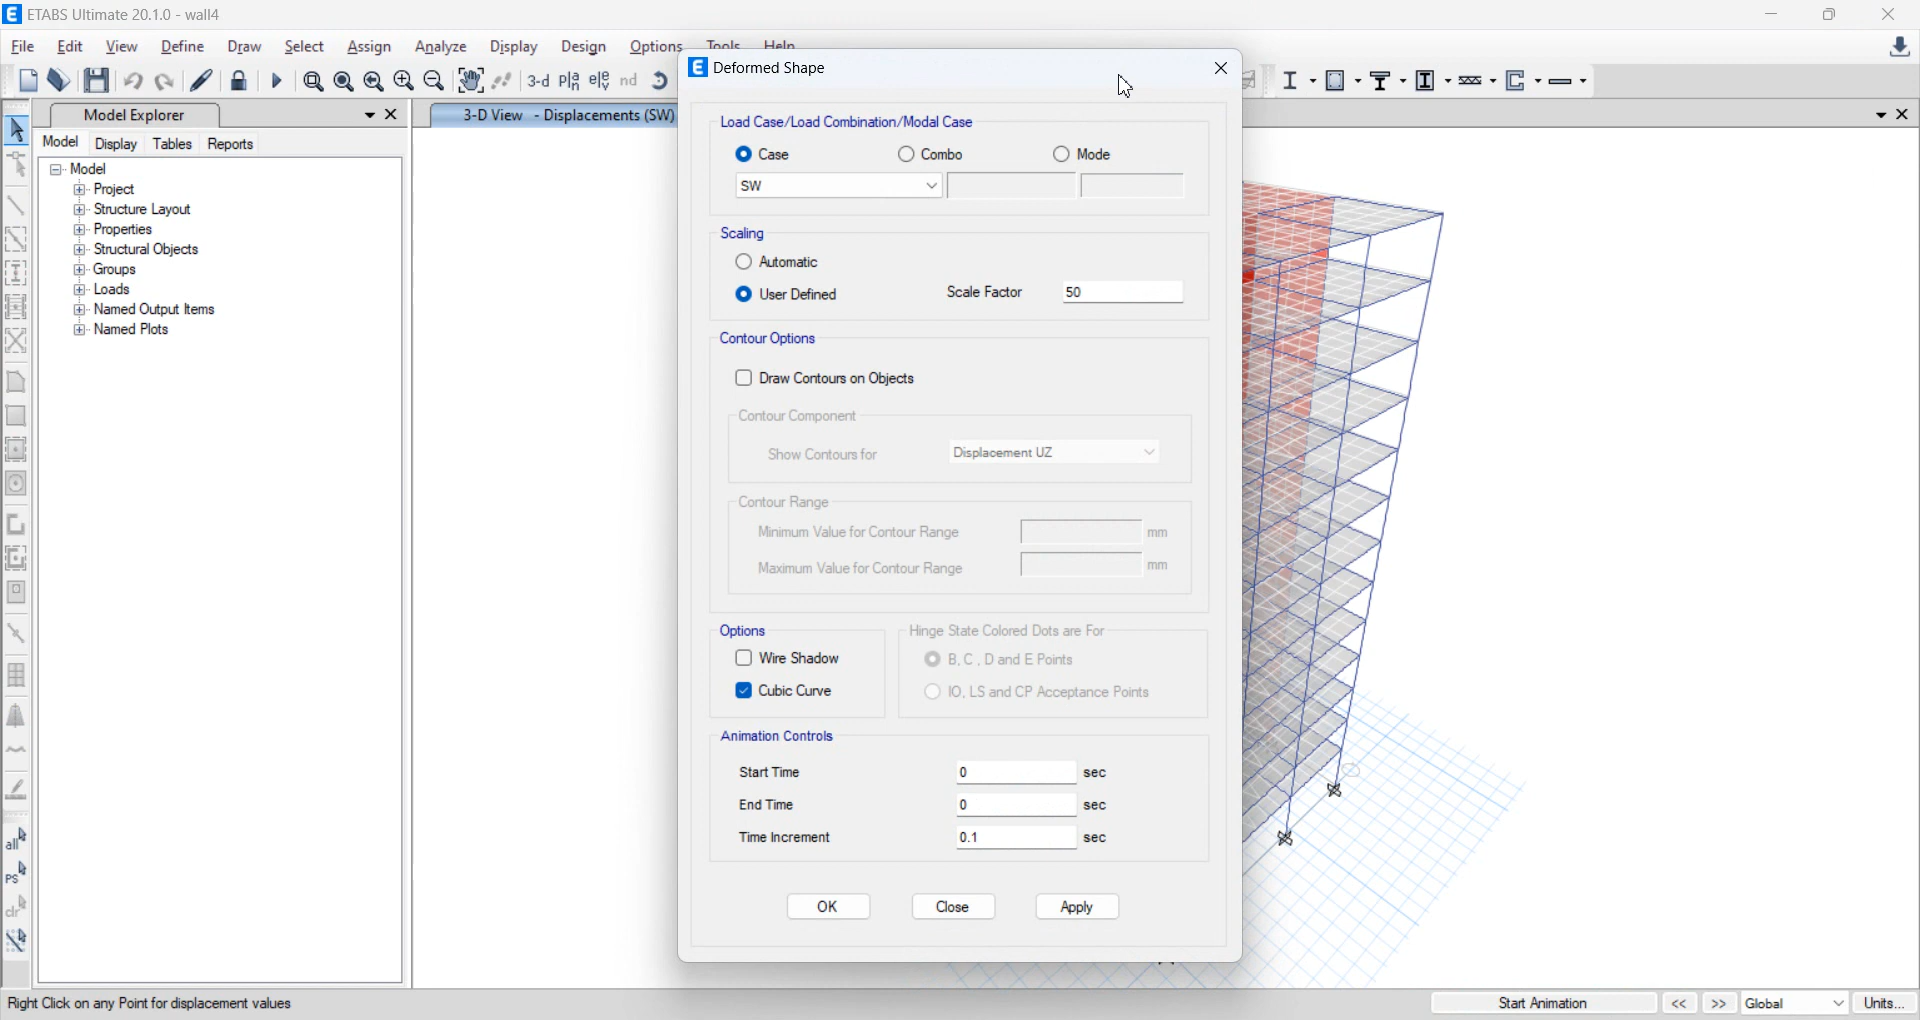 ETABS Ultimate 20.1.0 - wall4
File Edit View Define Draw Select Assign Analyze Display Design Options Tools Help
3-d nd
Model Explorer
Model Display Tables Reports
Model
Project
Structure Layout
Properties
Structural Objects
Groups
Loads
Named Output Items
Named Plots
all
PS
clr
3-D View - Displacements (SW)
Deformed Shape
Load Case/Load Combination/Modal Case
Case Combo Mode
SW
Scaling
Automatic
User Defined Scale Factor 50
Contour Options
Draw Contours on Objects
Contour Component
Show Contours for Displacement UZ
Contour Range
Minimum Value for Contour Range mm
Maximum Value for Contour Range mm
Options
Wire Shadow
Cubic Curve
Hinge State Colored Dots are For
B, C , D and E Points
IO, LS and CP Acceptance Points
Animation Controls
Start Time 0 sec
End Time 0 sec
Time Increment 0.1 sec
OK Close Apply
Right Click on any Point for displacement values
Start Animation << >> Global Units...